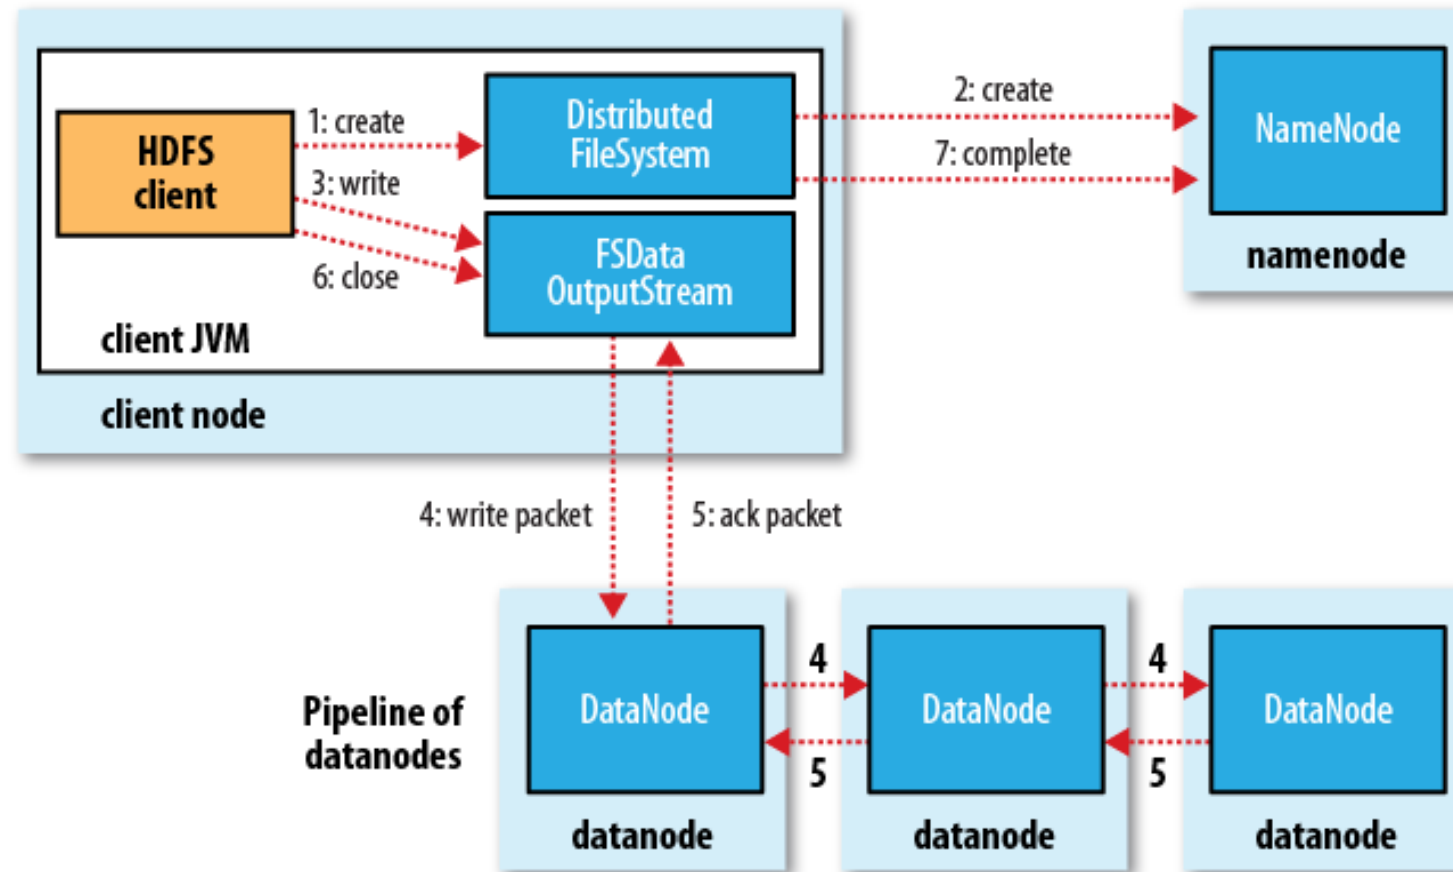 HDFS
client
1: create
3: write
6: close
Distributed
FileSystem
FSData
OutputStream
client JVM
client node
2: create
7: complete
NameNode
namenode
4: write packet
5: ack packet
Pipeline of
datanodes
DataNode
datanode
4
5
DataNode
datanode
4
5
DataNode
datanode